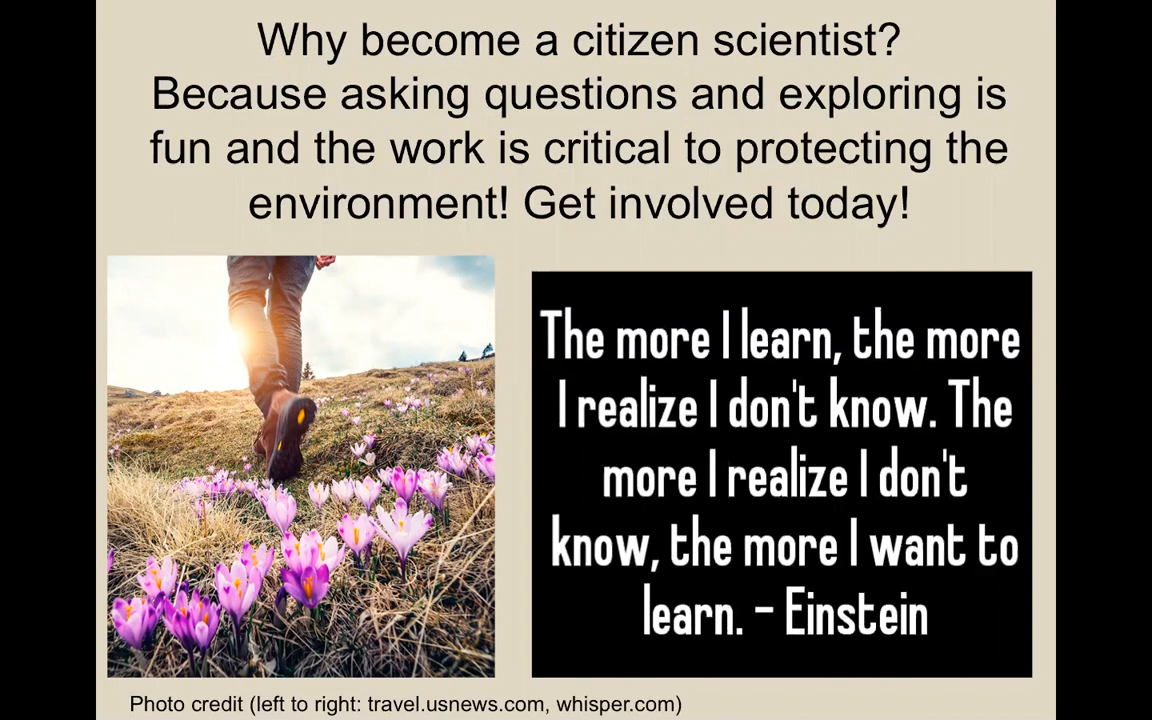 Why become a citizen scientist?
Because asking questions and exploring is
fun and the work is critical to protecting the
environment! Get involved today!
The more I learn, the more
I realize I don't know. The
more I realize I don't
know, the more I want to
learn. - Einstein
Photo credit (left to right: travel.usnews.com, whisper.com)